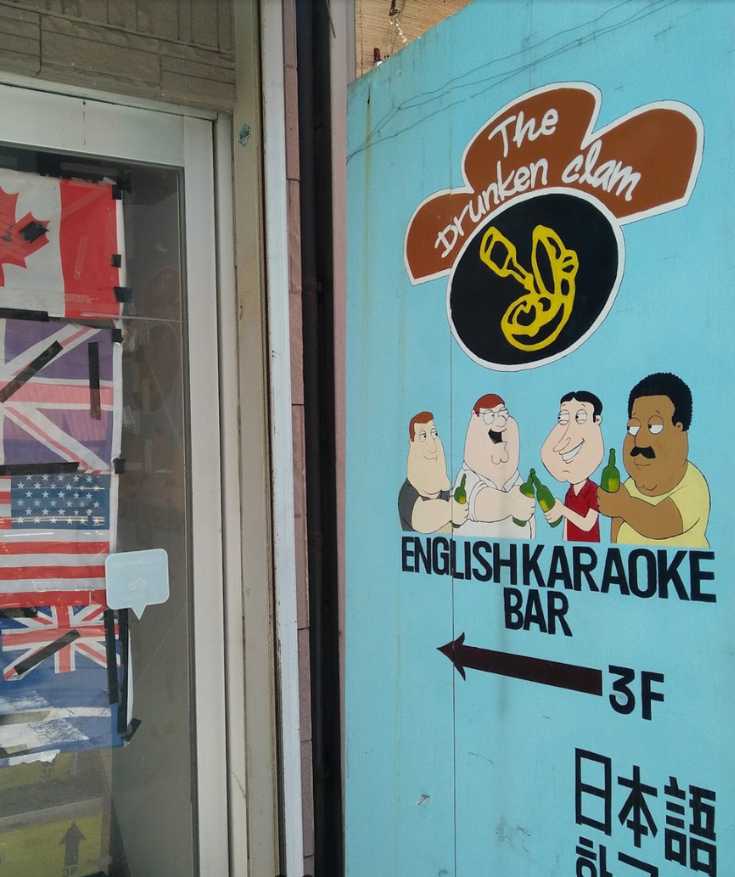 The
Drunken clam
ENGLISH KARAOKE
BAR
3F
日本語